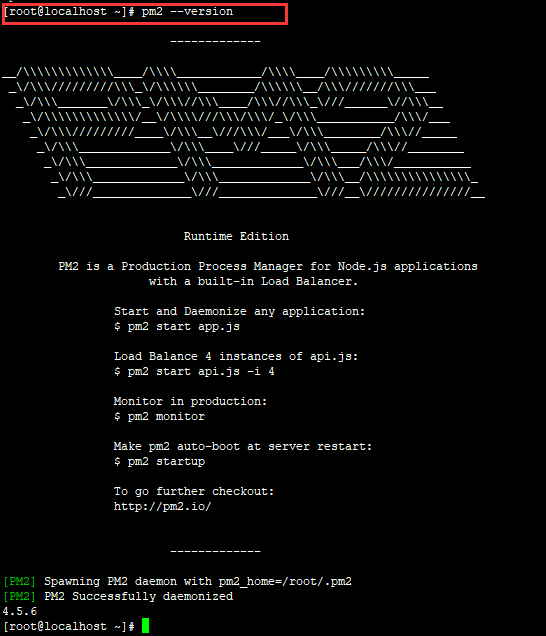 [root@localhost ~]# pm2 --version
-------------
__/\\\\\\\\\\\\\____/\\\\____________/\\\\____/\\\\\\\\\_____
_\/\\\/////////\\\_\/\\\\\\________/\\\\\\__/\\\///////\\\___
_\/\\\_______\/\\\_\/\\\//\\\____/\\\//\\\_\///______\//\\\__
_\/\\\\\\\\\\\\\/__\/\\\\///\\\/\\\/_\/\\\___________/\\\/___
_\/\\\/////////____\/\\\__\///\\\/___\/\\\________/\\\//_____
_\/\\\_____________\/\\\____\///_____\/\\\_____/\\\//________
_\/\\\_____________\/\\\_____________\/\\\___/\\\/___________
_\/\\\_____________\/\\\_____________\/\\\__/\\\\\\\\\\\\\\\_
_\///______________\///______________\///__\///////////////__
Runtime Edition
PM2 is a Production Process Manager for Node.js applications
with a built-in Load Balancer.
Start and Daemonize any application:
$ pm2 start app.js
Load Balance 4 instances of api.js:
$ pm2 start api.js -i 4
Monitor in production:
$ pm2 monitor
Make pm2 auto-boot at server restart:
$ pm2 startup
To go further checkout:
http://pm2.io/
-------------
[PM2] Spawning PM2 daemon with pm2_home=/root/.pm2
[PM2] PM2 Successfully daemonized
4.5.6
[root@localhost ~]#